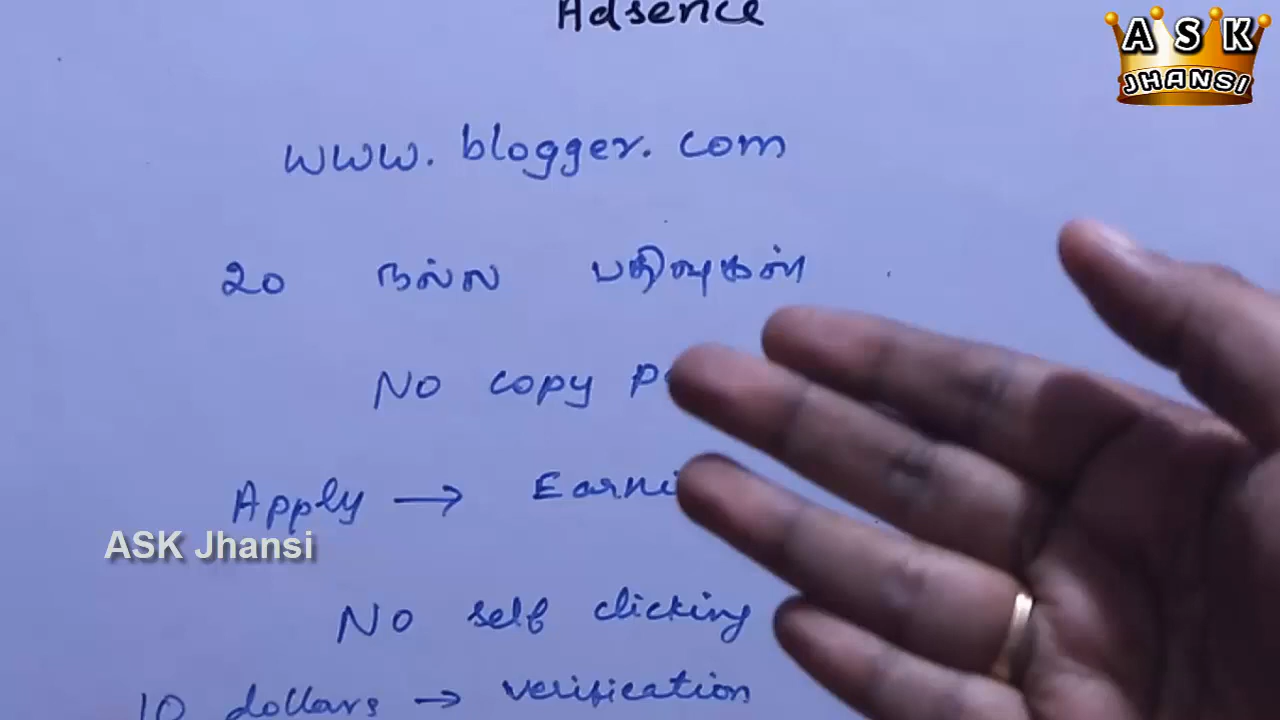 Adsence
ASK
JHANSI
www.blogger.com
20 நல்ல பதிவுகள்
No copy
Apply → Earni
ASK Jhansi
No self clicking
10 dollars → verification